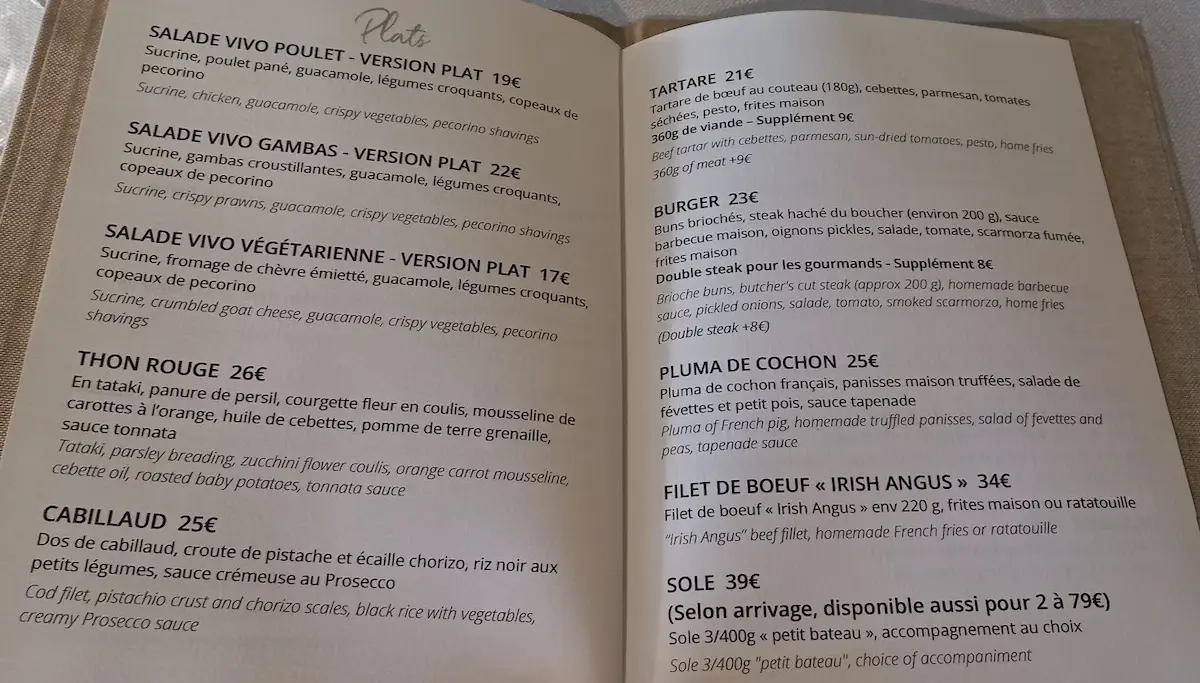 Plats
SALADE VIVO POULET - VERSION PLAT 19€
Sucrine, poulet pané, guacamole, légumes croquants, copeaux de
pecorino
Sucrine, chicken, guacamole, crispy vegetables, pecorino shavings
SALADE VIVO GAMBAS - VERSION PLAT 22€
Sucrine, gambas croustillantes, guacamole, légumes croquants,
copeaux de pecorino
Sucrine, crispy prawns, guacamole, crispy vegetables, pecorino shavings
SALADE VIVO VÉGÉTARIENNE - VERSION PLAT 17€
Sucrine, fromage de chèvre émietté, guacamole, légumes croquants,
copeaux de pecorino
Sucrine, crumbled goat cheese, guacamole, crispy vegetables, pecorino
shavings
THON ROUGE 26€
En tataki, panure de persil, courgette fleur en coulis, mousseline de
carottes à l'orange, huile de cebettes, pomme de terre grenaille,
sauce tonnata
Tataki, parsley breading, zucchini flower coulis, orange carrot mousseline,
cebette oil, roasted baby potatoes, tonnata sauce
CABILLAUD 25€
Dos de cabillaud, croute de pistache et écaille chorizo, riz noir aux
petits légumes, sauce crémeuse au Prosecco
Cod filet, pistachio crust and chorizo scales, black rice with vegetables,
creamy Prosecco sauce
TARTARE 21€
Tartare de bœuf au couteau (180g), cebettes, parmesan, tomates
séchées, pesto, frites maison
360g de viande – Supplément 9€
Beef tartar with cebettes, parmesan, sun-dried tomatoes, pesto, home fries
360g of meat +9€
BURGER 23€
Buns briochés, steak haché du boucher (environ 200 g), sauce
barbecue maison, oignons pickles, salade, tomate, scarmorza fumée,
frites maison
Double steak pour les gourmands - Supplément 8€
Brioche buns, butcher's cut steak (approx 200 g), homemade barbecue
sauce, pickled onions, salade, tomato, smoked scarmorza, home fries
(Double steak +8€)
PLUMA DE COCHON 25€
Pluma de cochon français, panisses maison truffées, salade de
févettes et petit pois, sauce tapenade
Pluma of French pig, homemade truffled panisses, salad of fevettes and
peas, tapenade sauce
FILET DE BOEUF « IRISH ANGUS » 34€
Filet de boeuf « Irish Angus » env 220 g, frites maison ou ratatouille
“Irish Angus” beef fillet, homemade French fries or ratatouille
SOLE 39€
(Selon arrivage, disponible aussi pour 2 à 79€)
Sole 3/400g « petit bateau », accompagnement au choix
Sole 3/400g "petit bateau", choice of accompaniment